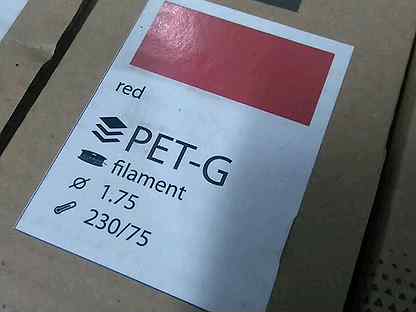 red
PET-G
filament
1.75
230/75